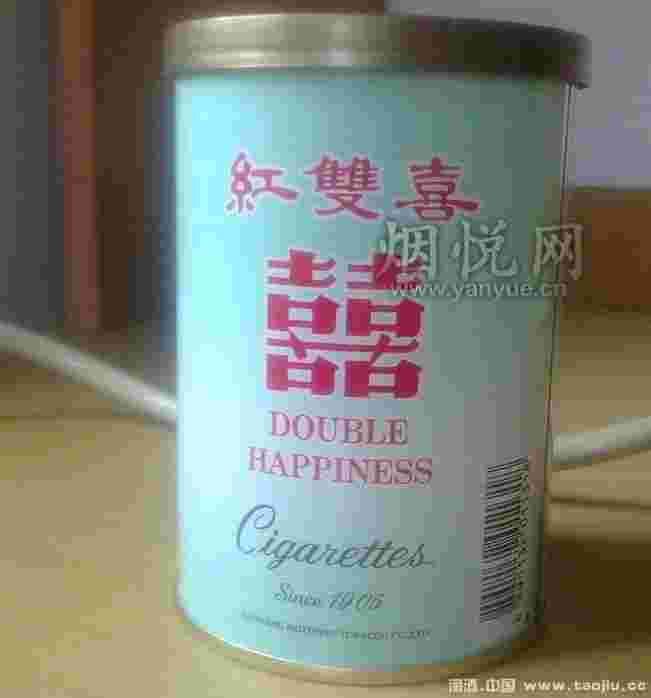 紅雙喜
烟悦网
www.yanyue.cn
囍
DOUBLE
HAPPINESS
Cigarettes
Since 1905
淘酒.中国 www.taojiu.cc